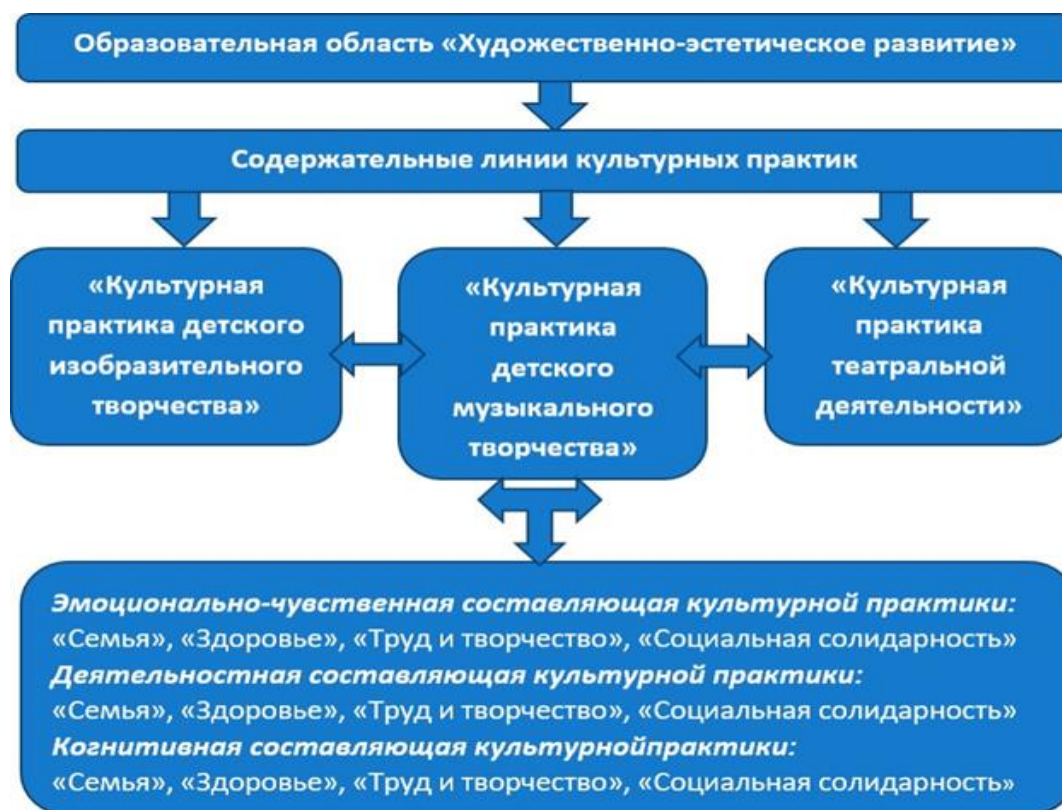 Образовательная область «Художественно-эстетическое развитие»
Содержательные линии культурных практик
«Культурная
практика детского
изобразительного
творчества»
«Культурная
практика
детского
музыкального
творчества»
«Культурная
практика
театральной
деятельности»
Эмоционально-чувственная составляющая культурной практики:
«Семья», «Здоровье», «Труд и творчество», «Социальная солидарность»
Деятельностная составляющая культурной практики:
«Семья», «Здоровье», «Труд и творчество», «Социальная солидарность»
Когнитивная составляющая культурнойпрактики:
«Семья», «Здоровье», «Труд и творчество», «Социальная солидарность»